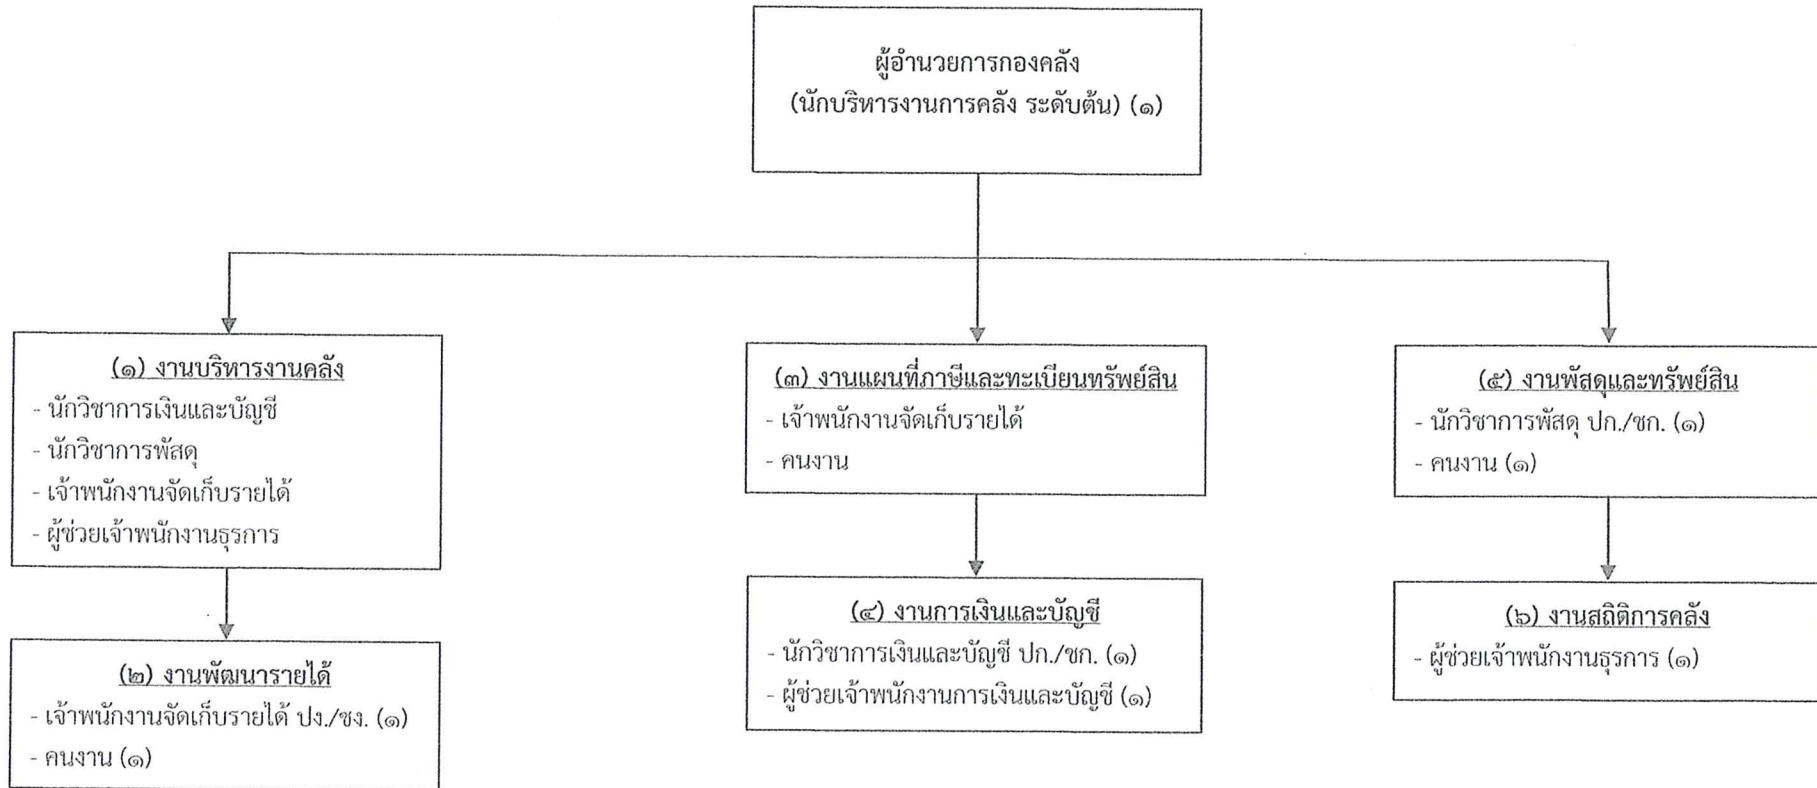 ผู้อำนวยการกองคลัง
(นักบริหารงานการคลัง ระดับต้น) (๑)
(๑) งานบริหารงานคลัง
- นักวิชาการเงินและบัญชี
- นักวิชาการพัสดุ
- เจ้าพนักงานจัดเก็บรายได้
- ผู้ช่วยเจ้าพนักงานธุรการ
(๒) งานพัฒนารายได้
- เจ้าพนักงานจัดเก็บรายได้ ปง./ชง. (๑)
- คนงาน (๑)
(๓) งานแผนที่ภาษีและทะเบียนทรัพย์สิน
- เจ้าพนักงานจัดเก็บรายได้
- คนงาน
(๔) งานการเงินและบัญชี
- นักวิชาการเงินและบัญชี ปก./ชก. (๑)
- ผู้ช่วยเจ้าพนักงานการเงินและบัญชี (๑)
(๕) งานพัสดุและทรัพย์สิน
- นักวิชาการพัสดุ ปก./ชก. (๑)
- คนงาน (๑)
(๖) งานสถิติการคลัง
- ผู้ช่วยเจ้าพนักงานธุรการ (๑)